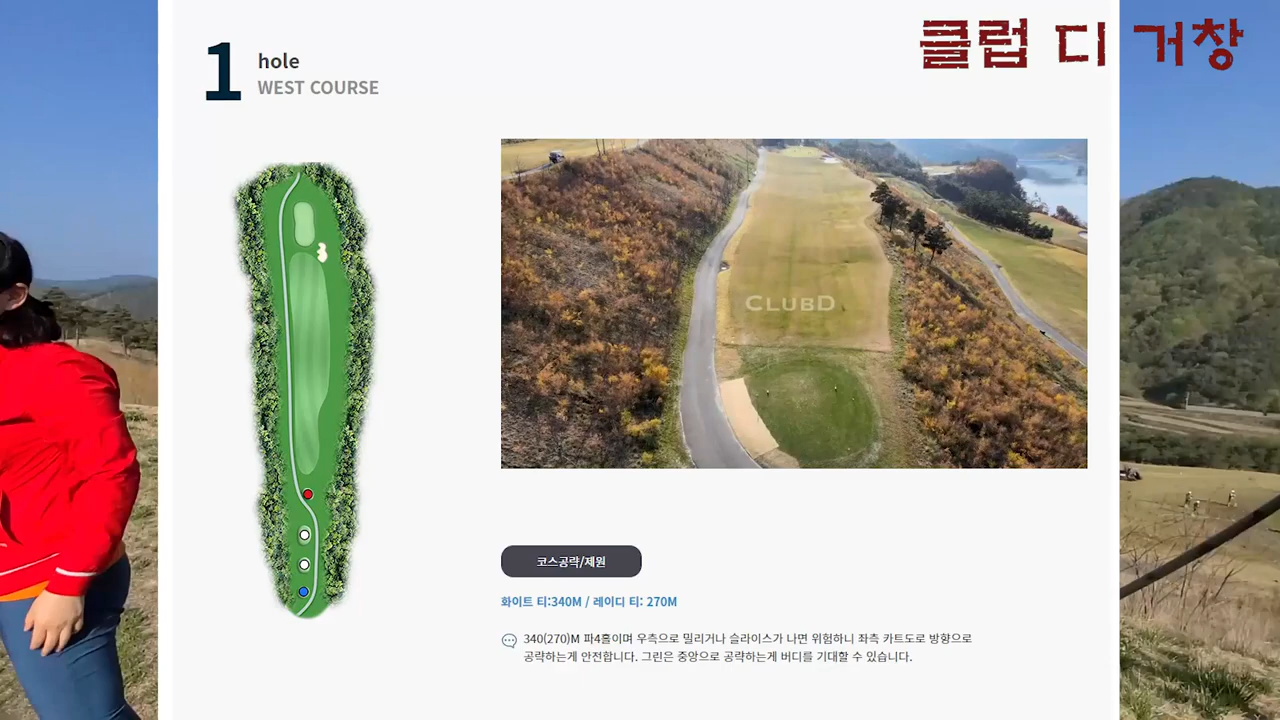 클럽 디 거창
1
hole
WEST COURSE
CLUBD
코스공략/제원
화이트 티:340M / 레이디 티: 270M
340(270)M 파4홀이며 우측으로 밀리거나 슬라이스가 나면 위험하니 좌측 카트도로 방향으로
공략하는게 안전합니다. 그린은 중앙으로 공략하는게 버디를 기대할 수 있습니다.